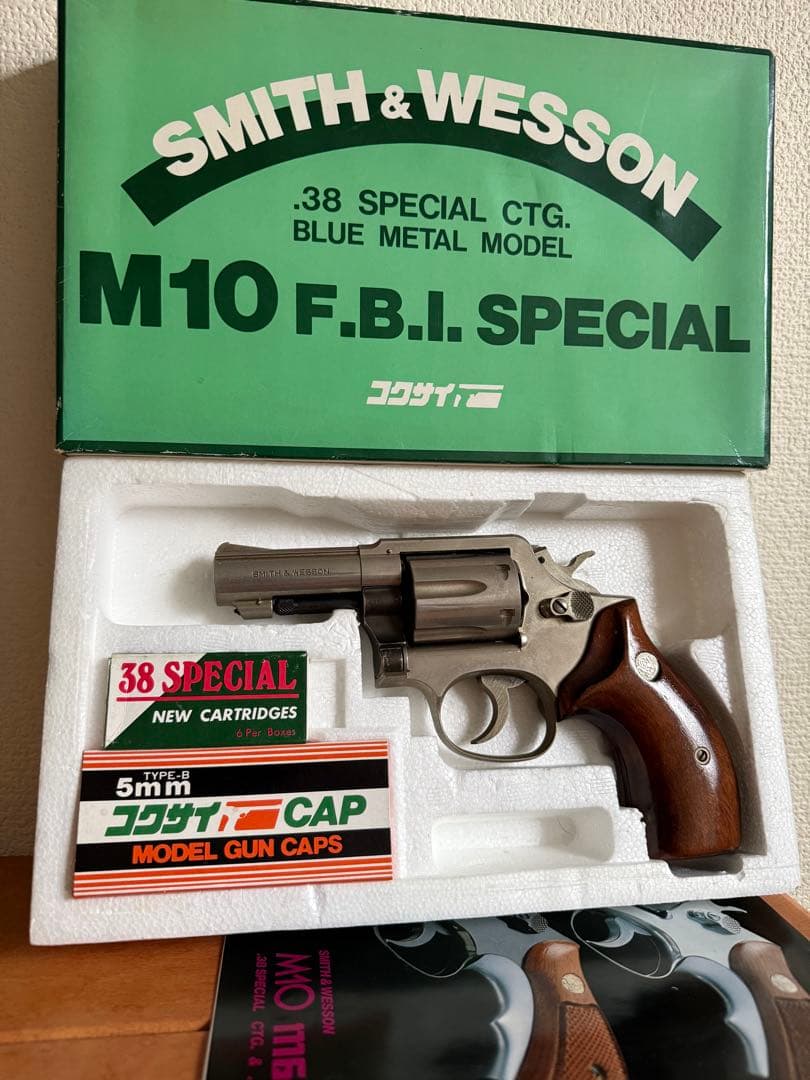 SMITH & WESSON
.38 SPECIAL CTG.
BLUE METAL MODEL
M10 F.B.I. SPECIAL
コクサイ
SMITH & WESSON
38 SPECIAL
NEW CARTRIDGES
6 Per Boxes
TYPE-B
5mm
コクサイ CAP
MODEL GUN CAPS
SMITH & WESSON
M10
.38 SPECIAL CTG. &